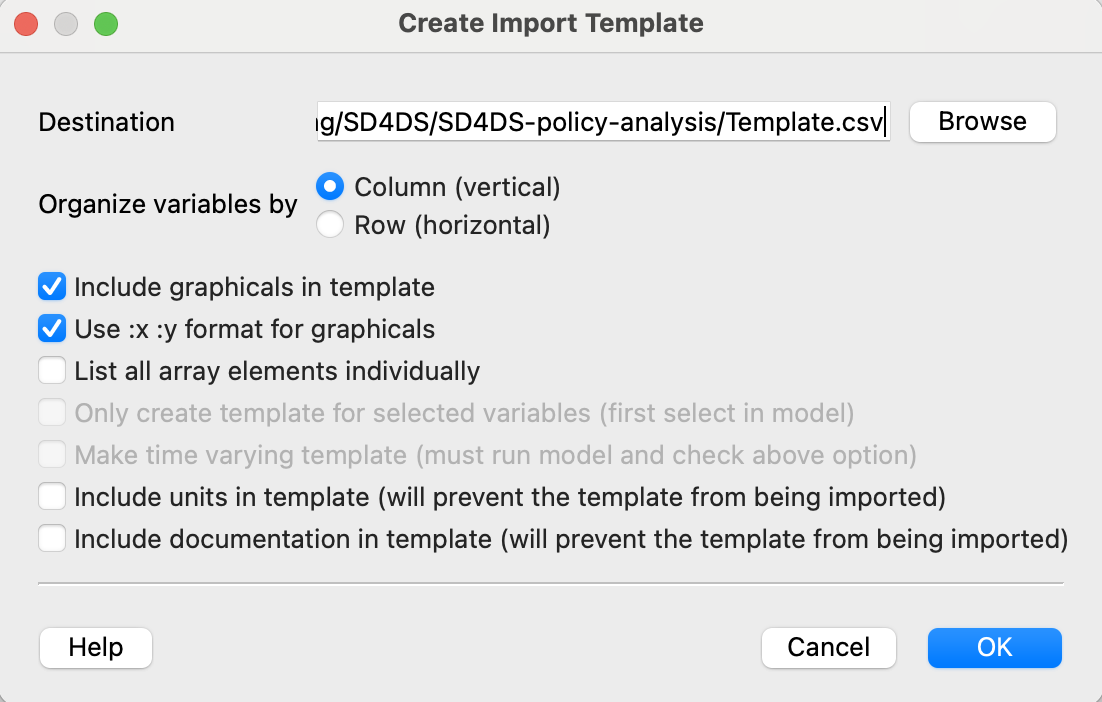 Create Import Template
Destination
ng/SD4DS/SD4DS-policy-analysis/Template.csv
Browse
Organize variables by
Column (vertical)
Row (horizontal)
Include graphicals in template
Use :x :y format for graphicals
List all array elements individually
Only create template for selected variables (first select in model)
Make time varying template (must run model and check above option)
Include units in template (will prevent the template from being imported)
Include documentation in template (will prevent the template from being imported)
Help
Cancel
OK